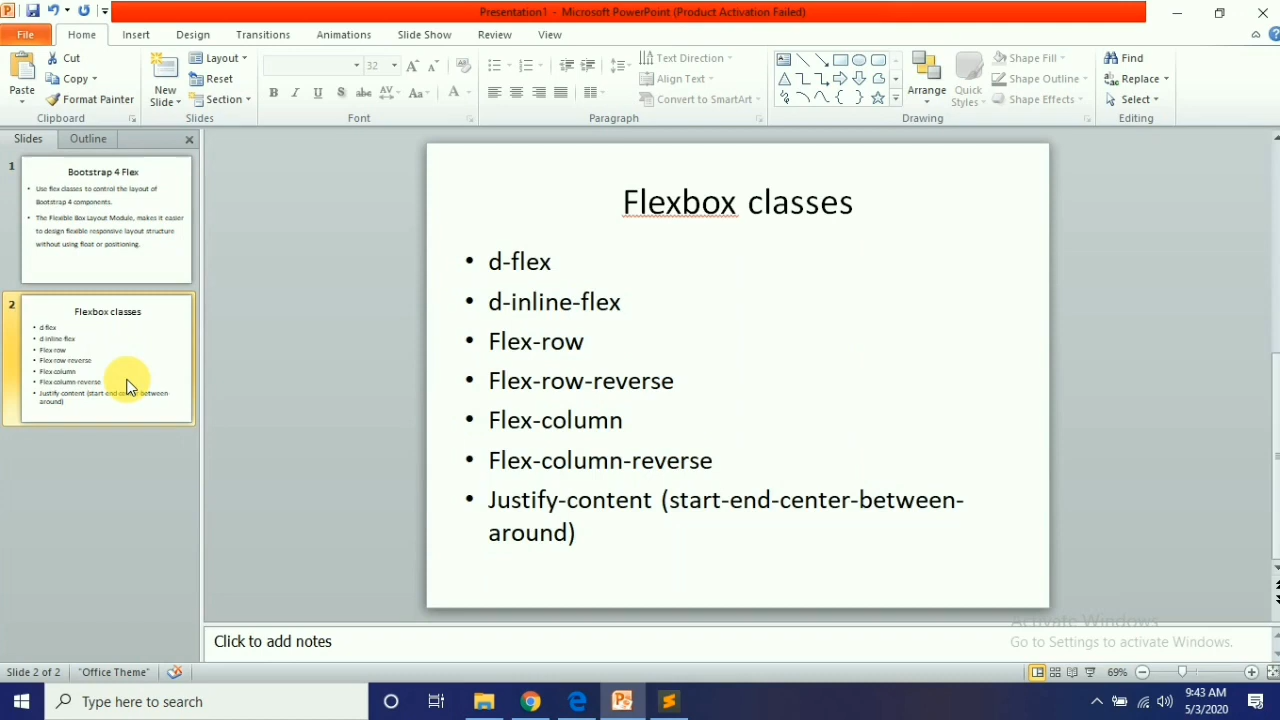 Presentation1 - Microsoft PowerPoint (Product Activation Failed)
File Home Insert Design Transitions Animations Slide Show Review View
Paste
Cut
Copy
Format Painter
Clipboard
New
Slide
Layout
Reset
Section
Slides
32
Font
Text Direction
Align Text
Convert to SmartArt
Paragraph
Arrange
Quick
Styles
Shape Fill
Shape Outline
Shape Effects
Drawing
Find
Replace
Select
Editing
Slides Outline
1
Bootstrap 4 Flex
• Use flex classes to control the layout of
Bootstrap 4 components.
• The Flexible Box Layout Module, makes it easier
to design flexible responsive layout structure
without using float or positioning.
2
Flexbox classes
• d-flex
• d-inline-flex
• Flex-row
• Flex-row-reverse
• Flex-column
• Flex-column-reverse
• Justify-content (start-end-center-between-
around)
Flexbox classes
• d-flex
• d-inline-flex
• Flex-row
• Flex-row-reverse
• Flex-column
• Flex-column-reverse
• Justify-content (start-end-center-between-
around)
Click to add notes
Activate Windows
Go to Settings to activate Windows.
Slide 2 of 2 "Office Theme" 69%
Type here to search
9:43 AM
5/3/2020